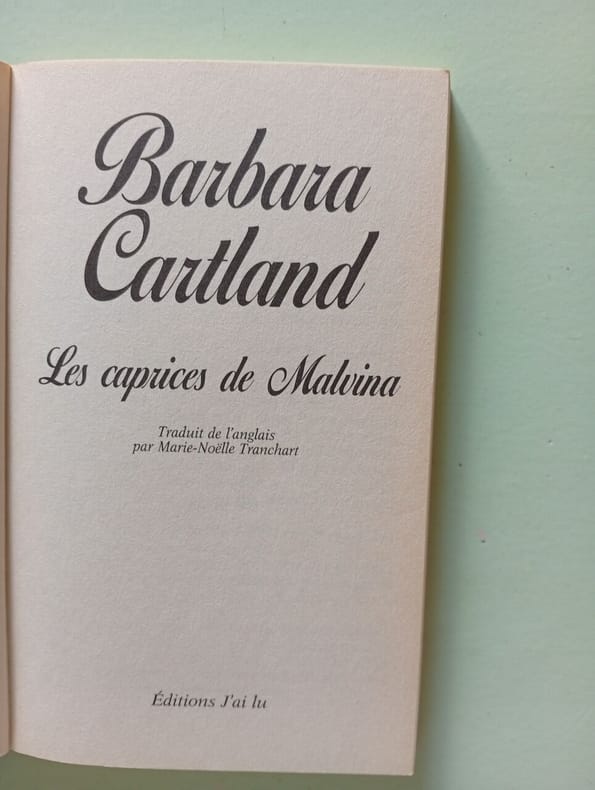 Barbara
Cartland
Les caprices de Malvina
Traduit de l'anglais
par Marie-Noëlle Tranchart
Éditions J'ai lu